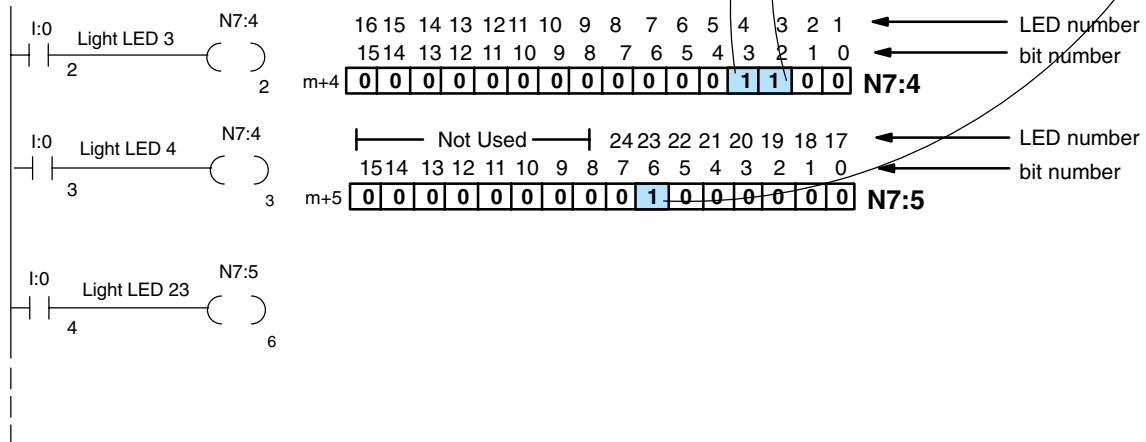 I:0 N7:4
Light LED 3
2 2
16 15 14 13 12 11 10 9 8 7 6 5 4 3 2 1 LED number
15 14 13 12 11 10 9 8 7 6 5 4 3 2 1 0 bit number
m+4 0 0 0 0 0 0 0 0 0 0 0 0 1 1 0 0 N7:4
I:0 N7:4
Light LED 4
3 3
Not Used 24 23 22 21 20 19 18 17 LED number
15 14 13 12 11 10 9 8 7 6 5 4 3 2 1 0 bit number
m+5 0 0 0 0 0 0 0 0 0 1 0 0 0 0 0 0 N7:5
I:0 N7:5
Light LED 23
4 6